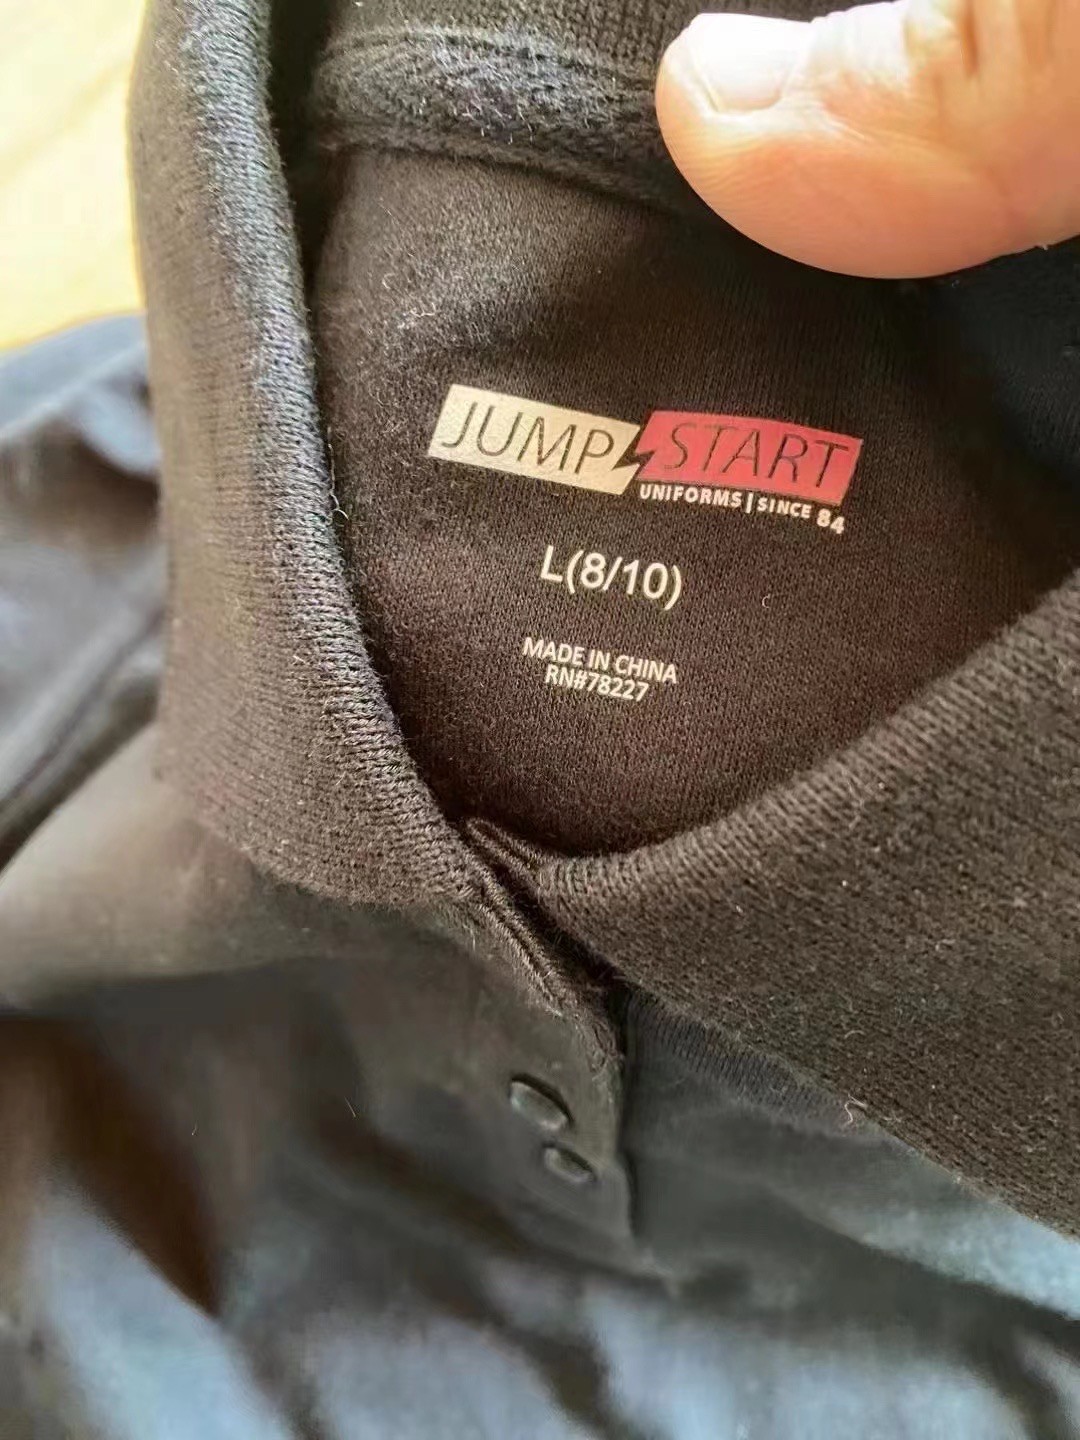 JUMP START
UNIFORMS | SINCE 84
L(8/10)
MADE IN CHINA
RN#78227